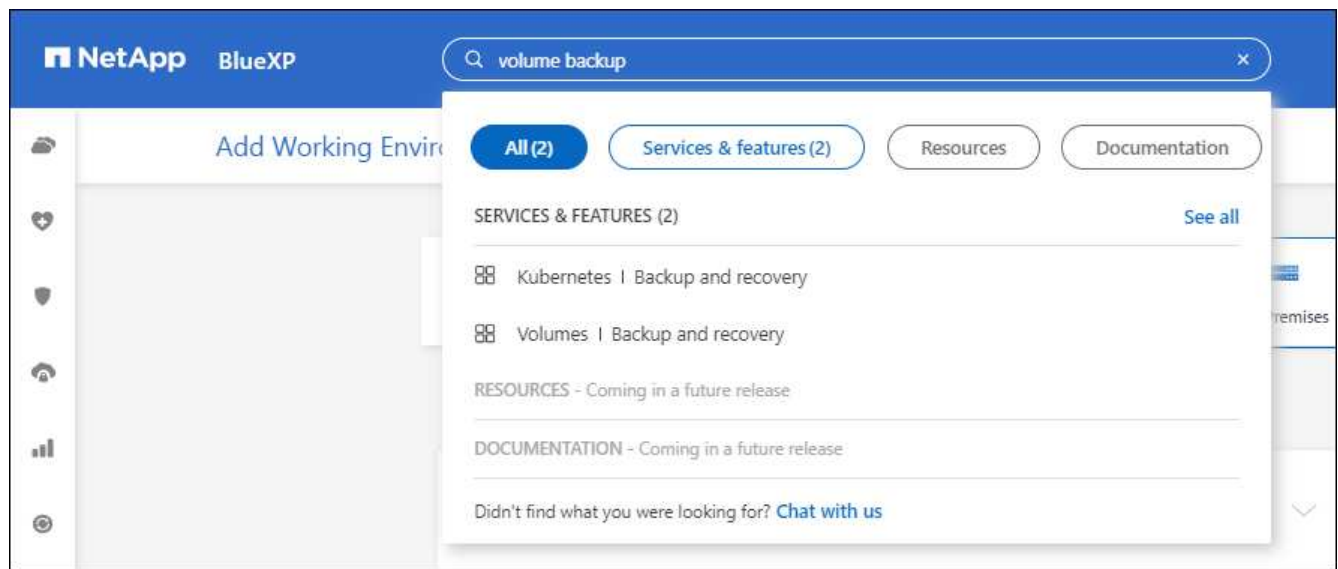 NetApp BlueXP
volume backup
Add Working Enviro
All (2) Services & features (2) Resources Documentation
SERVICES & FEATURES (2) See all
Kubernetes | Backup and recovery
Volumes | Backup and recovery
remises
RESOURCES - Coming in a future release
DOCUMENTATION - Coming in a future release
Didn't find what you were looking for? Chat with us